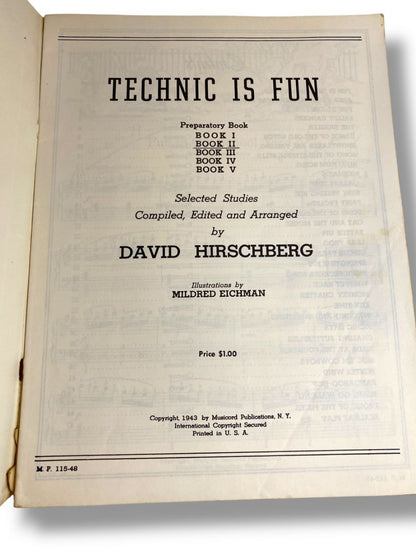 TECHNIC IS FUN
Preparatory Book
BOOK I
BOOK II
BOOK III
BOOK IV
BOOK V
Selected Studies
Compiled, Edited and Arranged
by
DAVID HIRSCHBERG
Illustrations by
MILDRED EICHMAN
Price $1.00
Copyright, 1943 by Musicord Publications, N. Y.
International Copyright Secured
Printed in U. S. A.
M. P. 115-48